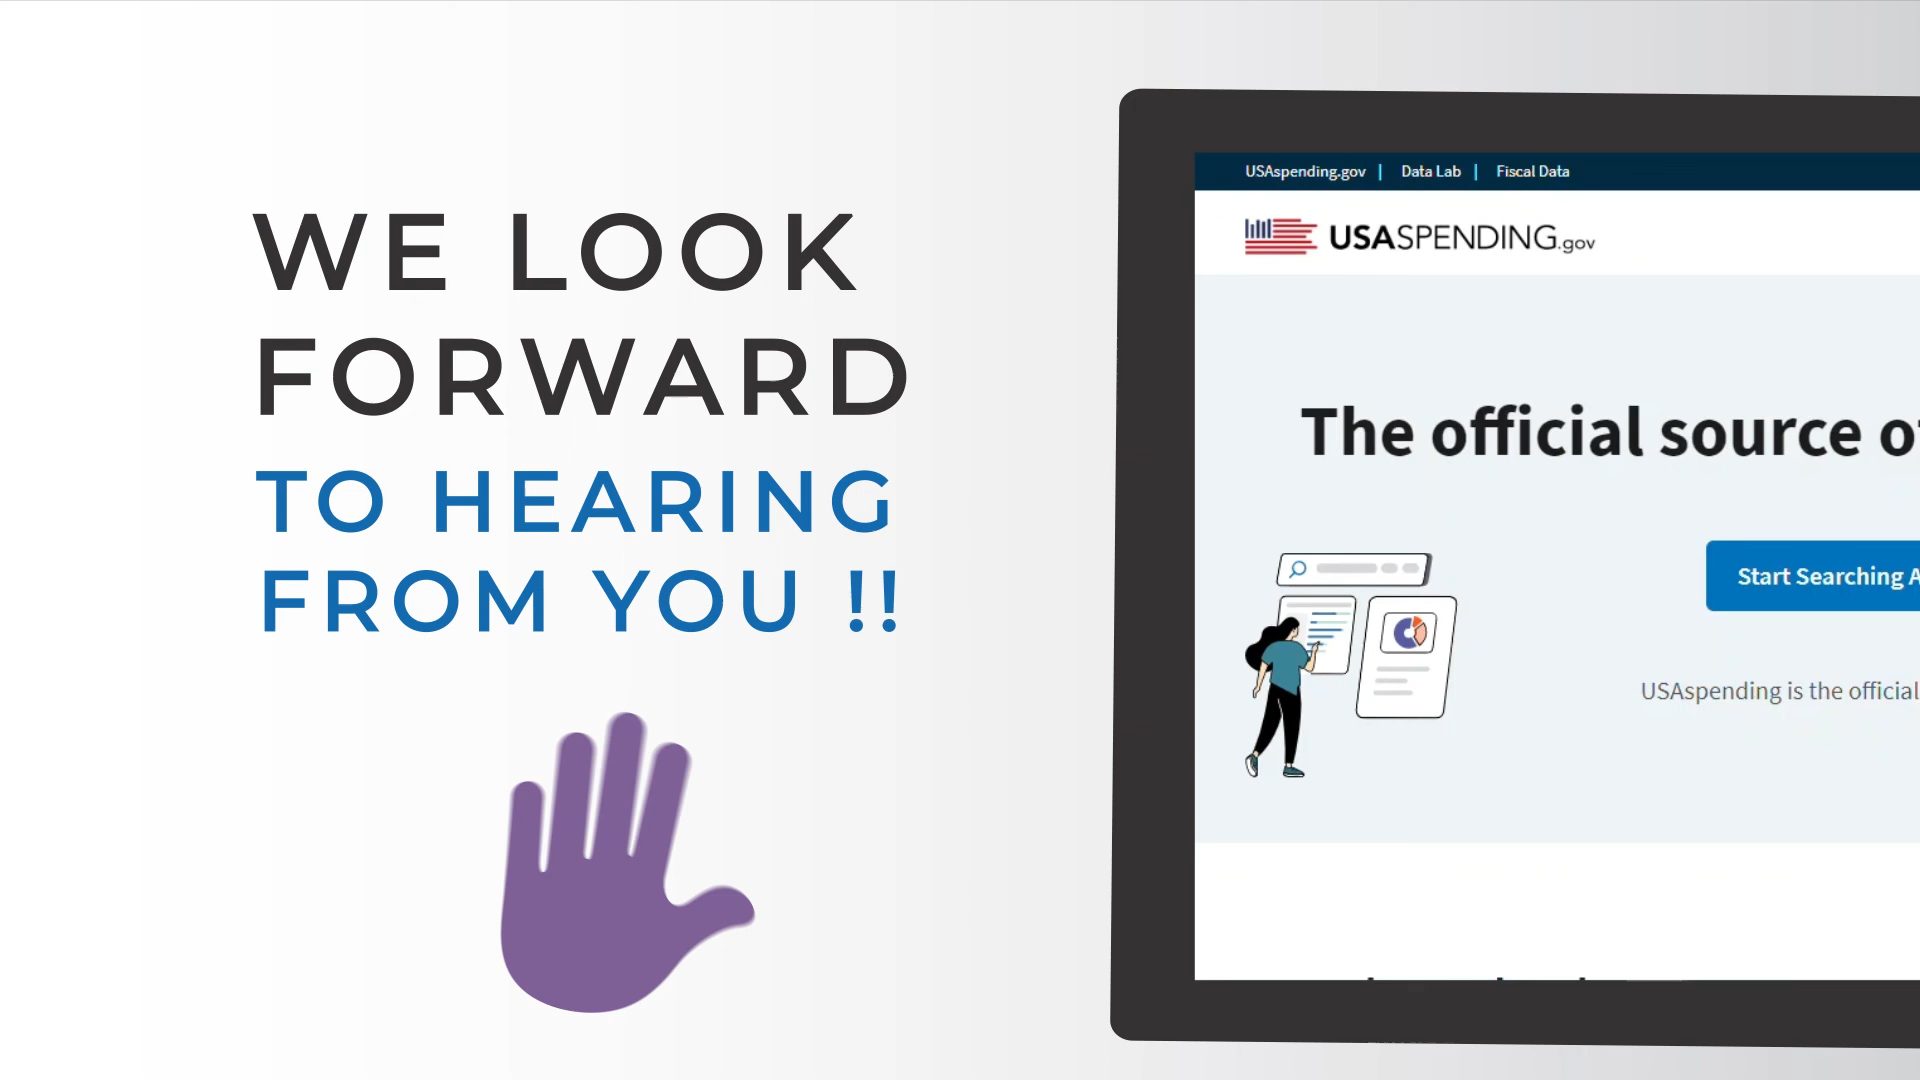 WE LOOK
FORWARD
TO HEARING
FROM YOU !!
USAspending.gov | Data Lab | Fiscal Data
USASPENDING.gov
The official source
Start Searching
USAspending is the official